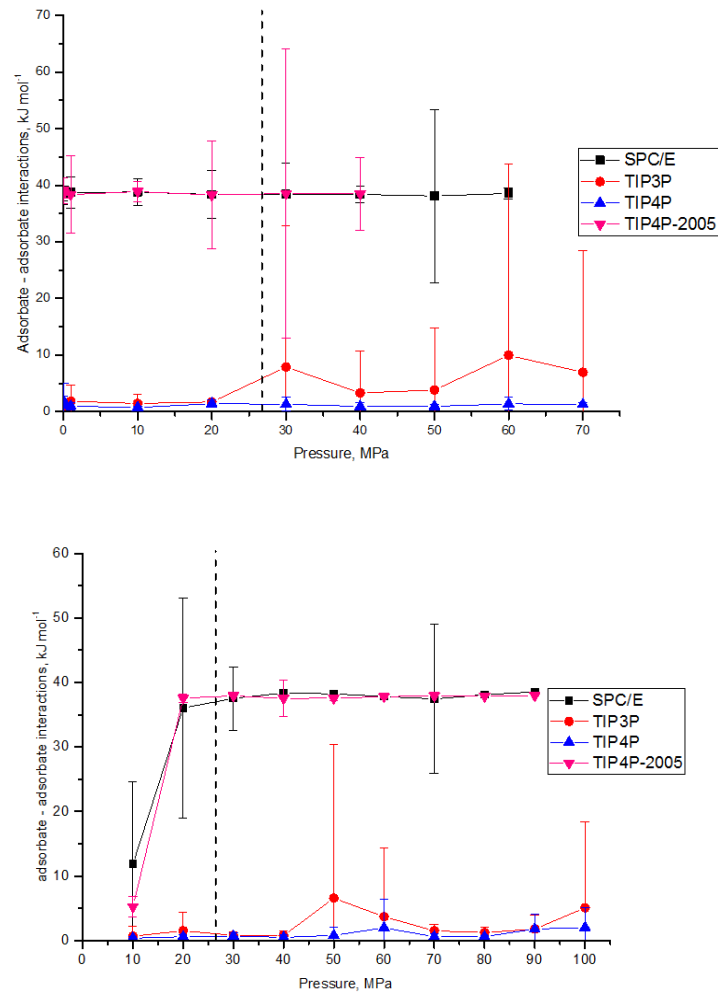 70
60
50
40
30
20
10
0
Adsorbate - adsorbate interactions, kJ mol⁻¹
0 10 20 30 40 50 60 70
Pressure, MPa
SPC/E
TIP3P
TIP4P
TIP4P-2005
60
50
40
30
20
10
0
adsorbate - adsorbate interactions, kJ mol⁻¹
0 10 20 30 40 50 60 70 80 90 100
Pressure, MPa
SPC/E
TIP3P
TIP4P
TIP4P-2005